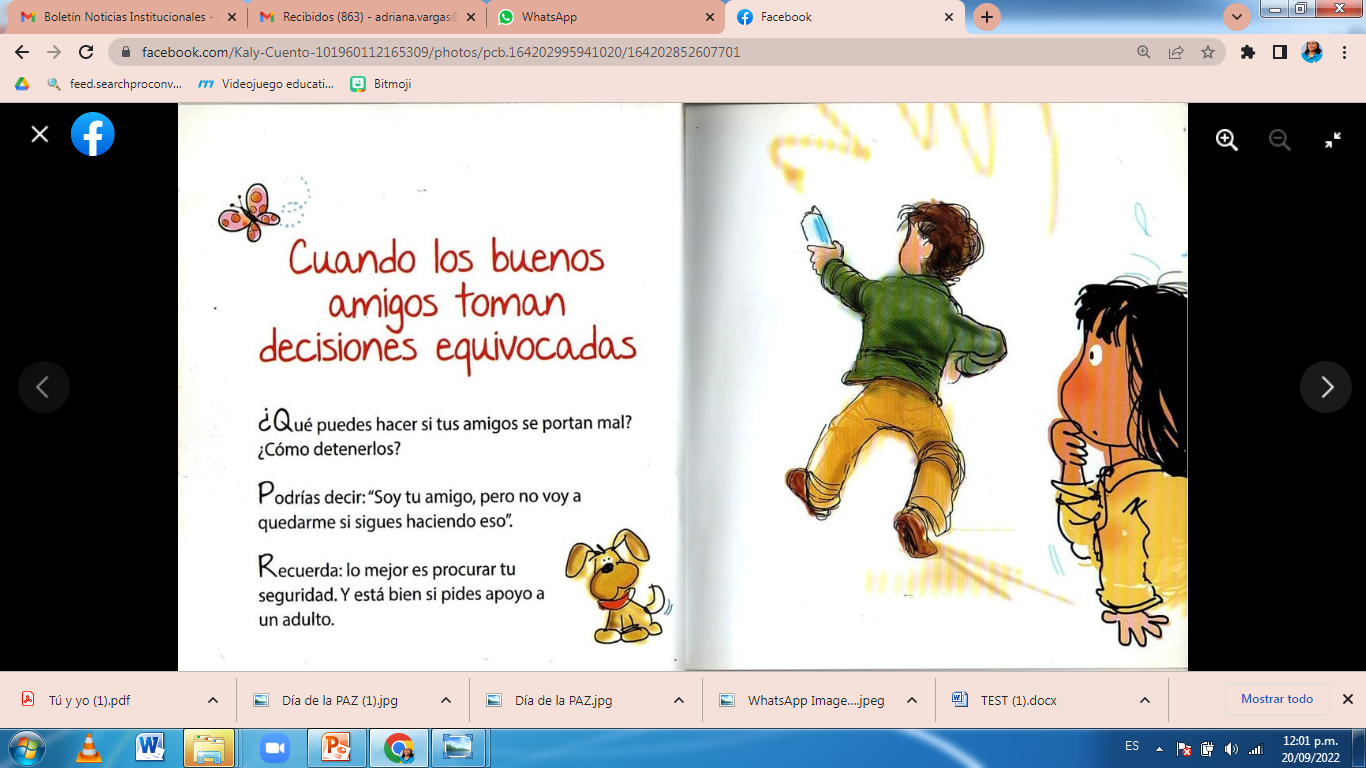 Boletín Noticias Institucionales -
Recibidos (863) - adriana.vargas@
WhatsApp
Facebook
facebook.com/Kaly-Cuento-101960112165309/photos/pcb.164202995941020/164202852607701
feed.searchproconv...
Videojuego educati...
Bitmoji
Cuando los buenos
amigos toman
decisiones equivocadas
¿Qué puedes hacer si tus amigos se portan mal?
¿Cómo detenerlos?
Podrías decir: “Soy tu amigo, pero no voy a
quedarme si sigues haciendo eso”.
Recuerda: lo mejor es procurar tu
seguridad. Y está bien si pides apoyo a
un adulto.
Tú y yo (1).pdf
Día de la PAZ (1).jpg
Día de la PAZ.jpg
WhatsApp Image....jpeg
TEST (1).docx
Mostrar todo
ES
12:01 p.m.
20/09/2022